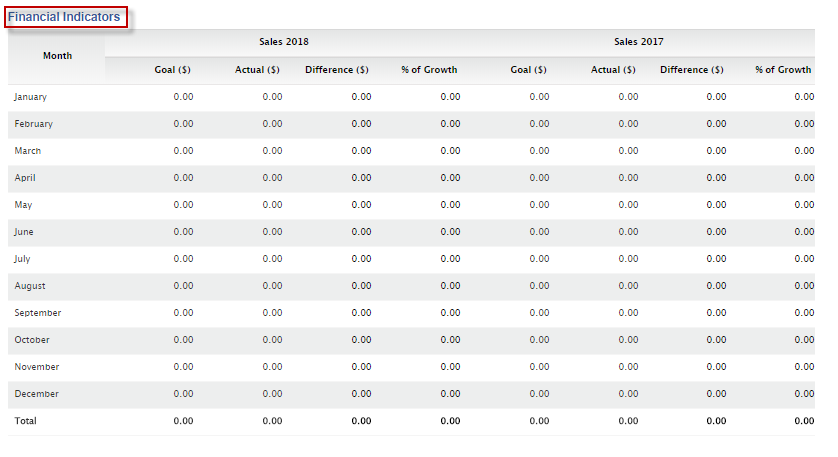 Financial Indicators
Sales 2018 Sales 2017
Month
Goal ($) Actual ($) Difference ($) % of Growth Goal ($) Actual ($) Difference ($) % of Growth
January 0.00 0.00 0.00 0.00 0.00 0.00 0.00 0.00
February 0.00 0.00 0.00 0.00 0.00 0.00 0.00 0.00
March 0.00 0.00 0.00 0.00 0.00 0.00 0.00 0.00
April 0.00 0.00 0.00 0.00 0.00 0.00 0.00 0.00
May 0.00 0.00 0.00 0.00 0.00 0.00 0.00 0.00
June 0.00 0.00 0.00 0.00 0.00 0.00 0.00 0.00
July 0.00 0.00 0.00 0.00 0.00 0.00 0.00 0.00
August 0.00 0.00 0.00 0.00 0.00 0.00 0.00 0.00
September 0.00 0.00 0.00 0.00 0.00 0.00 0.00 0.00
October 0.00 0.00 0.00 0.00 0.00 0.00 0.00 0.00
November 0.00 0.00 0.00 0.00 0.00 0.00 0.00 0.00
December 0.00 0.00 0.00 0.00 0.00 0.00 0.00 0.00
Total 0.00 0.00 0.00 0.00 0.00 0.00 0.00 0.00